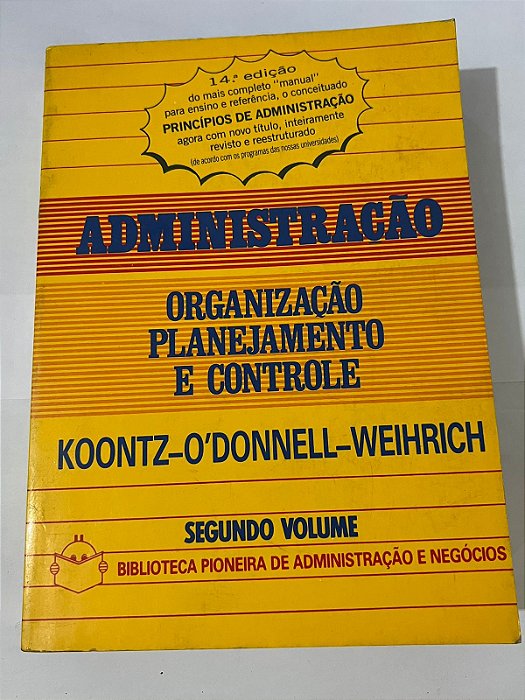 14.ª edição
do mais completo "manual"
para ensino e referência, o conceituado
PRINCÍPIOS DE ADMINISTRAÇÃO
agora com novo título, inteiramente
revisto e reestruturado
(de acordo com os programas das nossas universidades)
ADMINISTRAÇÃO
ORGANIZAÇÃO
PLANEJAMENTO
E CONTROLE
KOONTZ-O'DONNELL-WEIHRICH
SEGUNDO VOLUME
BIBLIOTECA PIONEIRA DE ADMINISTRAÇÃO E NEGÓCIOS